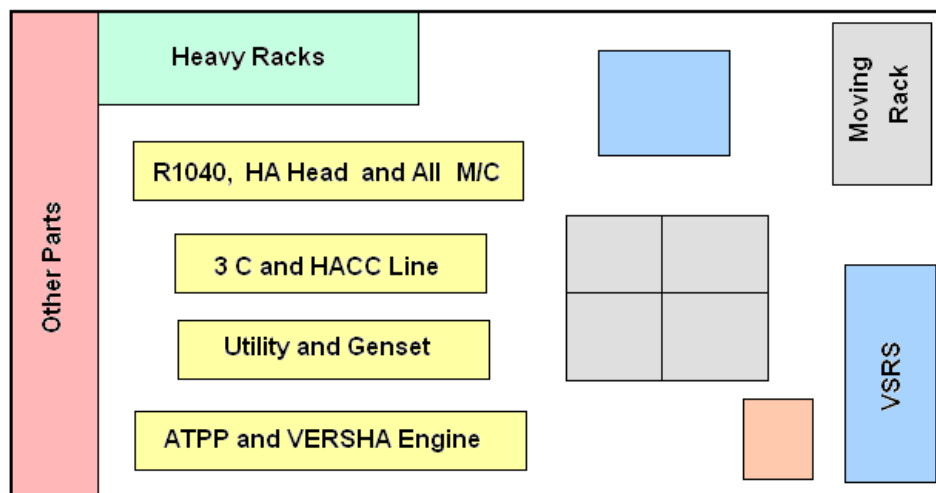 Other Parts
Heavy Racks
R1040, HA Head and All M/C
3 C and HACC Line
Utility and Genset
ATPP and VERSHA Engine
Moving
Rack
VSRS